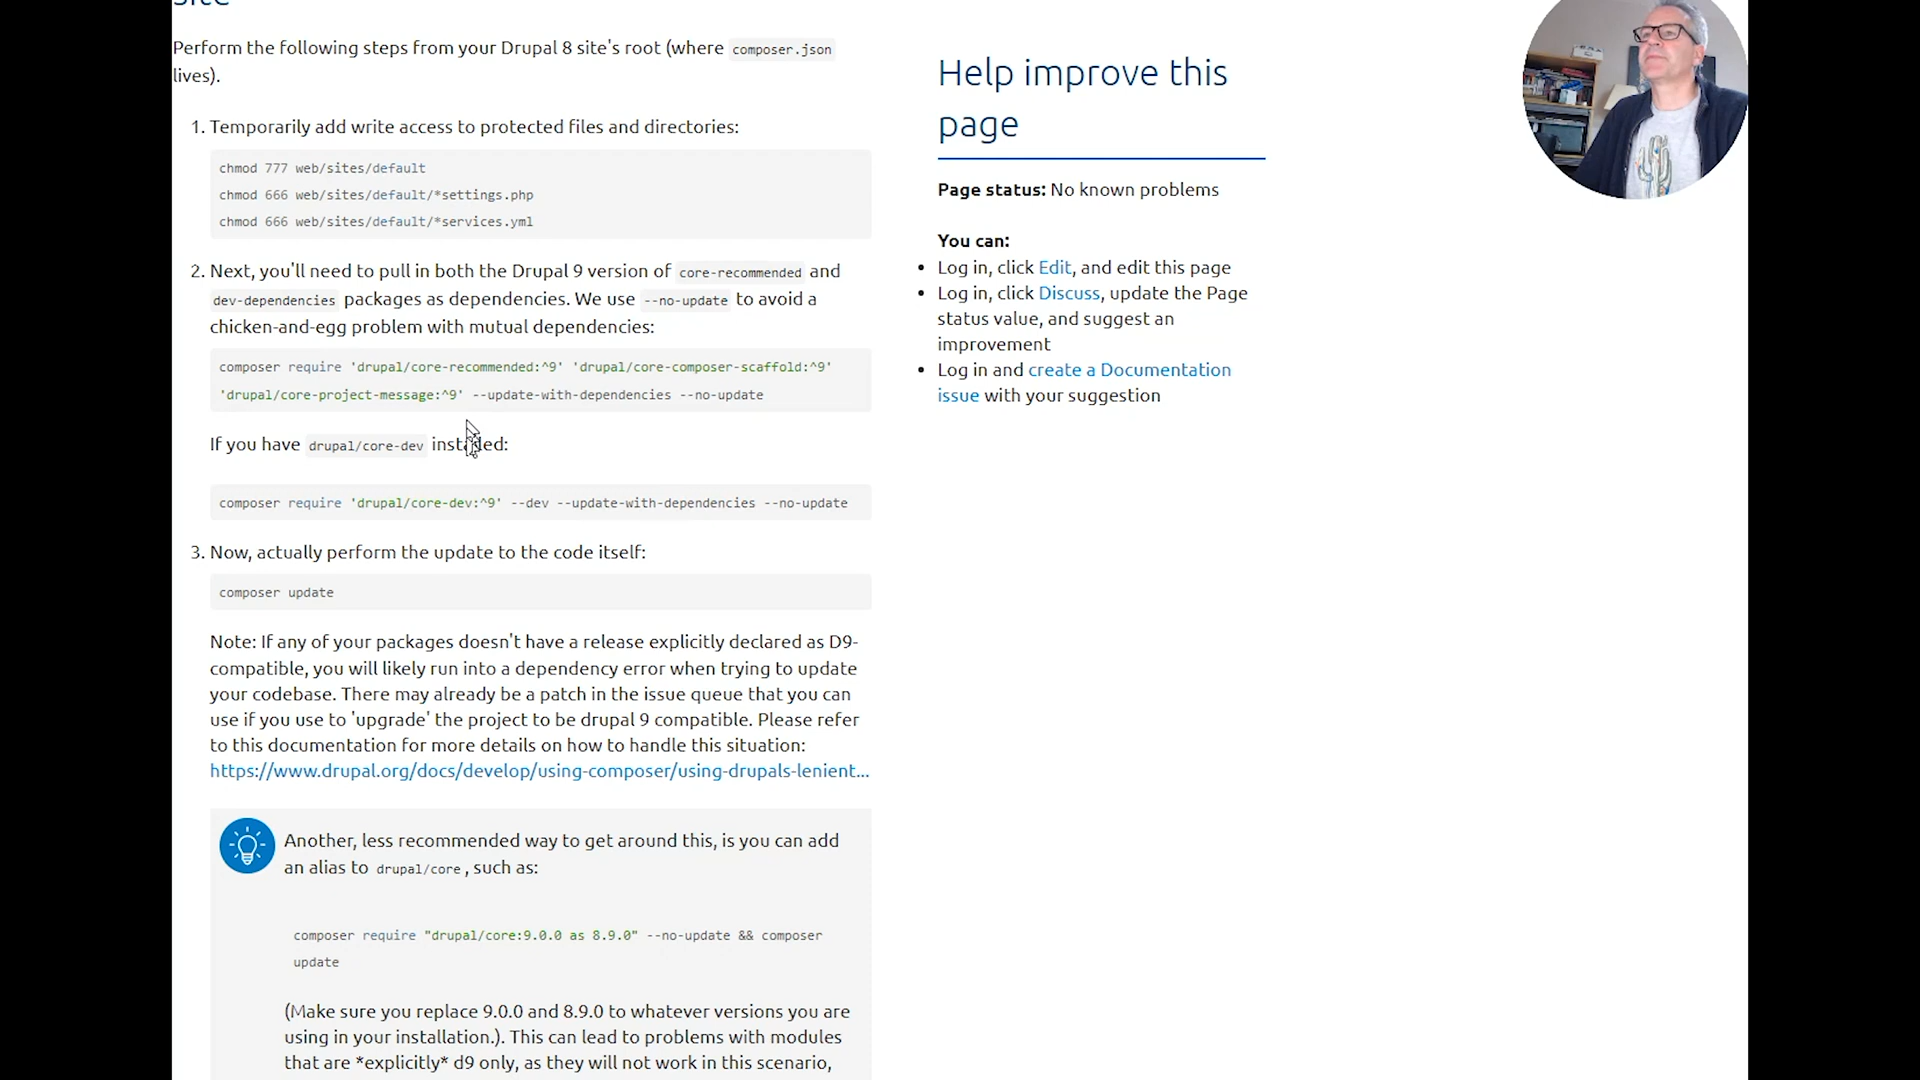 site
Perform the following steps from your Drupal 8 site's root (where composer.json
lives).
1. Temporarily add write access to protected files and directories:
chmod 777 web/sites/default
chmod 666 web/sites/default/*settings.php
chmod 666 web/sites/default/*services.yml
2. Next, you'll need to pull in both the Drupal 9 version of core-recommended and
dev-dependencies packages as dependencies. We use --no-update to avoid a
chicken-and-egg problem with mutual dependencies:
composer require 'drupal/core-recommended:^9' 'drupal/core-composer-scaffold:^9'
'drupal/core-project-message:^9' --update-with-dependencies --no-update
If you have drupal/core-dev installed:
composer require 'drupal/core-dev:^9' --dev --update-with-dependencies --no-update
3. Now, actually perform the update to the code itself:
composer update
Note: If any of your packages doesn't have a release explicitly declared as D9-
compatible, you will likely run into a dependency error when trying to update
your codebase. There may already be a patch in the issue queue that you can
use if you use to 'upgrade' the project to be drupal 9 compatible. Please refer
to this documentation for more details on how to handle this situation:
https://www.drupal.org/docs/develop/using-composer/using-drupals-lenient...
Another, less recommended way to get around this, is you can add
an alias to drupal/core , such as:
composer require "drupal/core:9.0.0 as 8.9.0" --no-update && composer
update
(Make sure you replace 9.0.0 and 8.9.0 to whatever versions you are
using in your installation.). This can lead to problems with modules
that are *explicitly* d9 only, as they will not work in this scenario,
Help improve this
page
Page status: No known problems
You can:
• Log in, click Edit, and edit this page
• Log in, click Discuss, update the Page
status value, and suggest an
improvement
• Log in and create a Documentation
issue with your suggestion